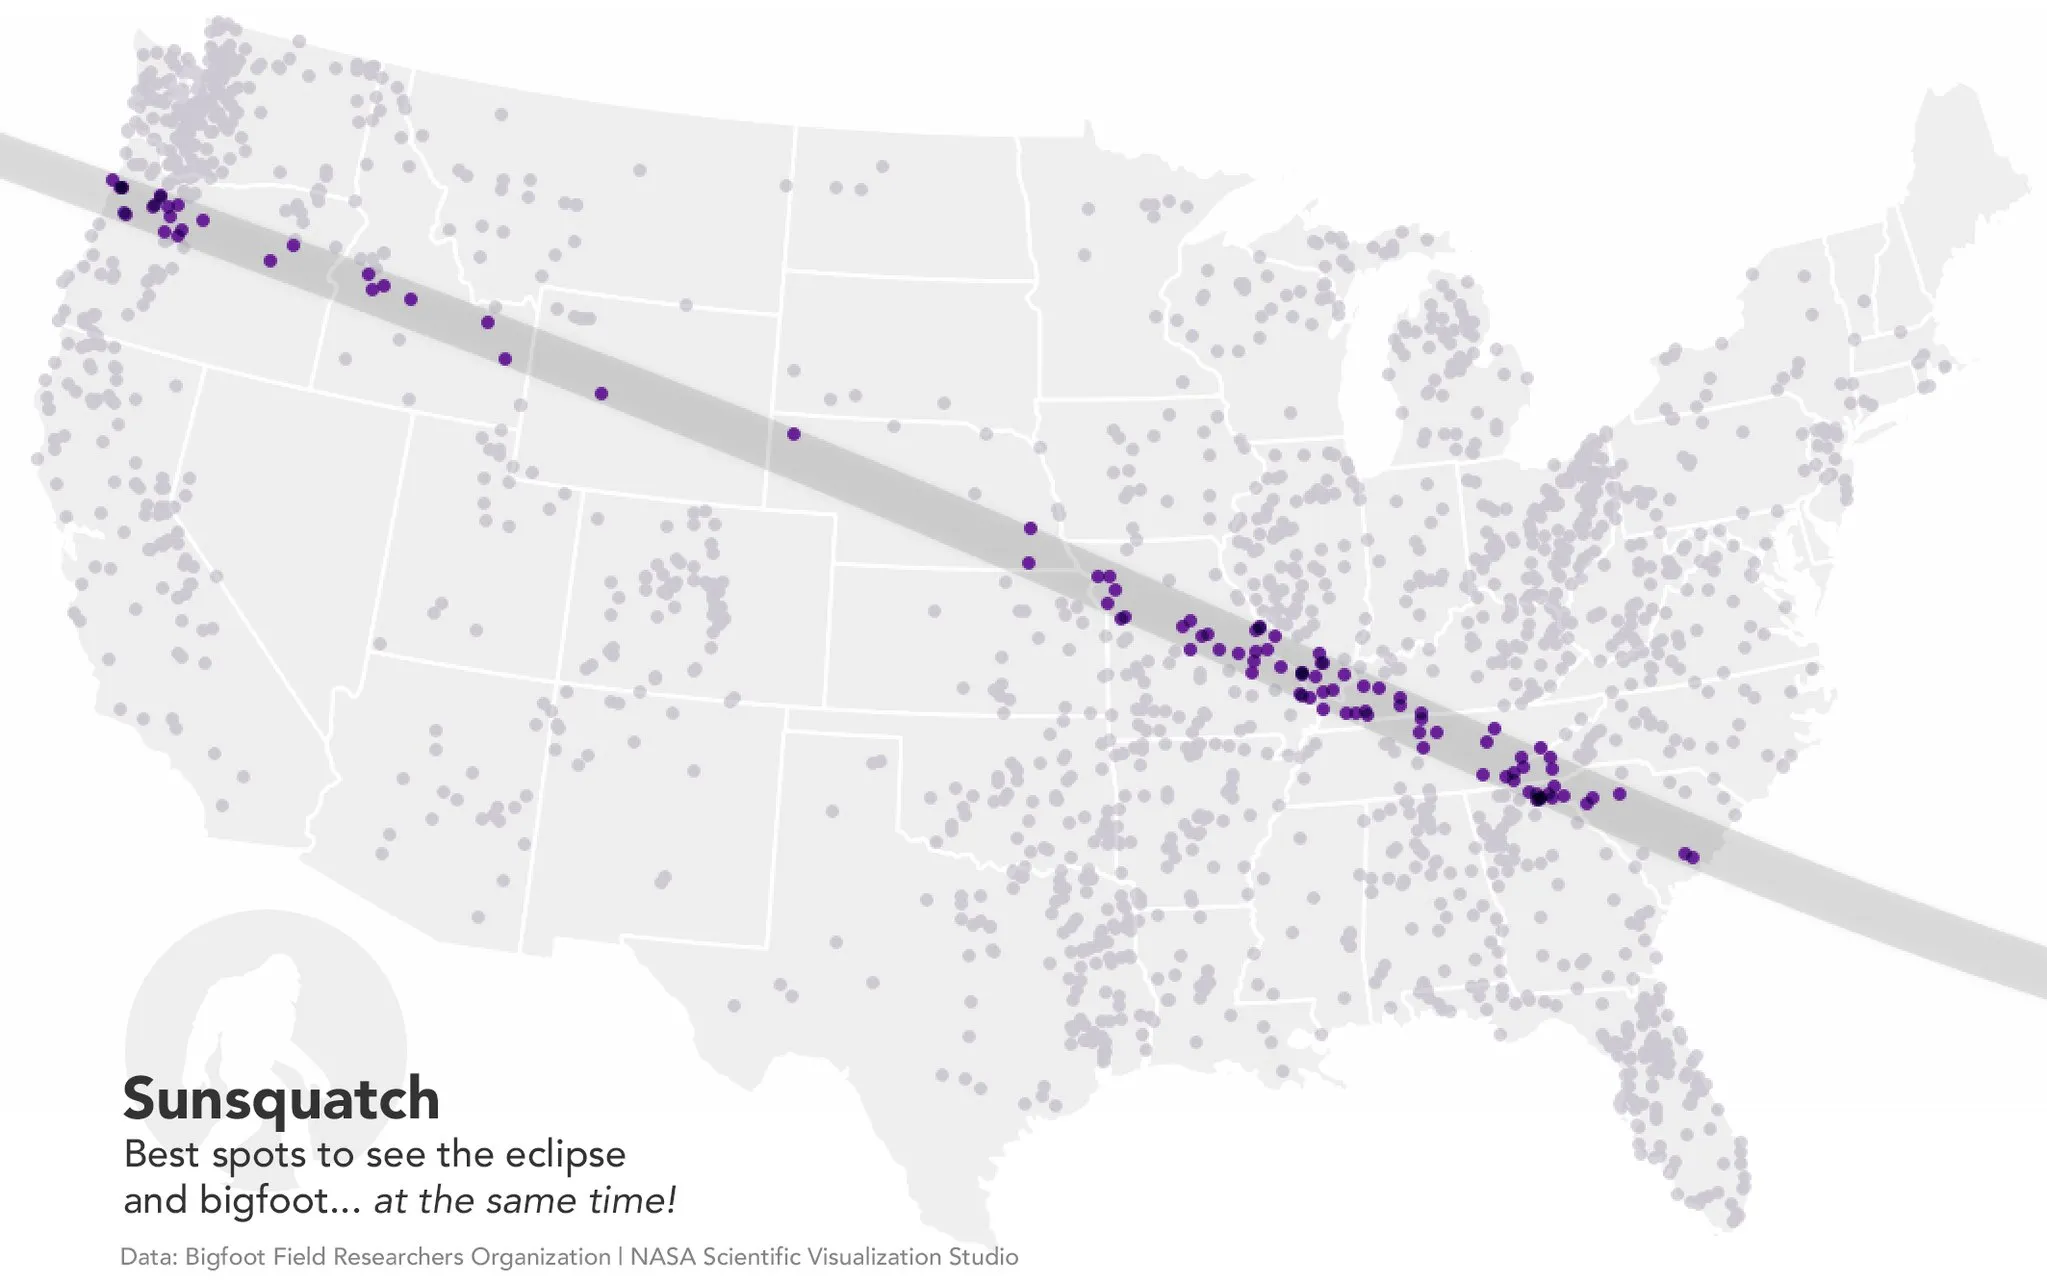 Sunsquatch
Best spots to see the eclipse
and bigfoot... at the same time!
Data: Bigfoot Field Researchers Organization | NASA Scientific Visualization Studio